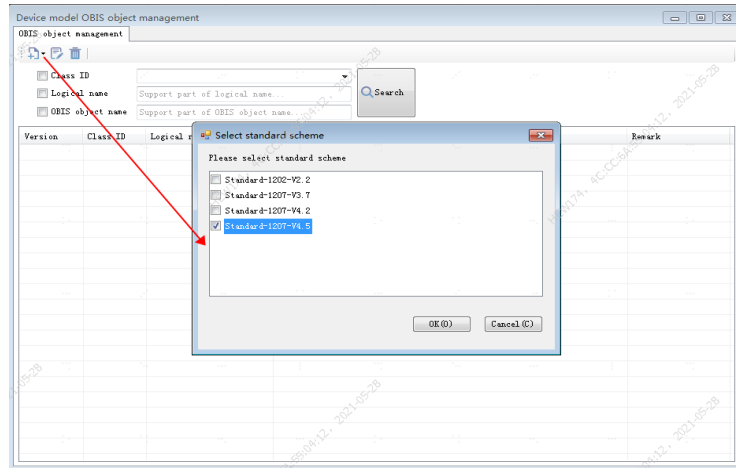 Device model OBIS object management
OBIS object management
Class ID
Logical name
Support part of logical name...
Search
OBIS object name
Support part of OBIS object name...
Version Class ID Logical Remark
Select standard scheme
Please select standard scheme
Standard-1202-V2.2
Standard-1207-V3.7
Standard-1207-V4.2
Standard-1207-V4.5
OK(O) Cancel(C)
2021-05-28